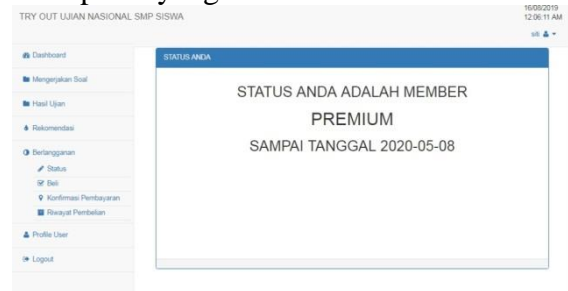 TRY OUT UJIAN NASIONAL SMP SISWA
16/08/2019
12:06:11 AM
siti
Dashboard
Mengerjakan Soal
Hasil Ujian
Rekomendasi
Berlangganan
Status
Beli
Konfirmasi Pembayaran
Riwayat Pembelian
Profile User
Logout
STATUS ANDA
STATUS ANDA ADALAH MEMBER
PREMIUM
SAMPAI TANGGAL 2020-05-08